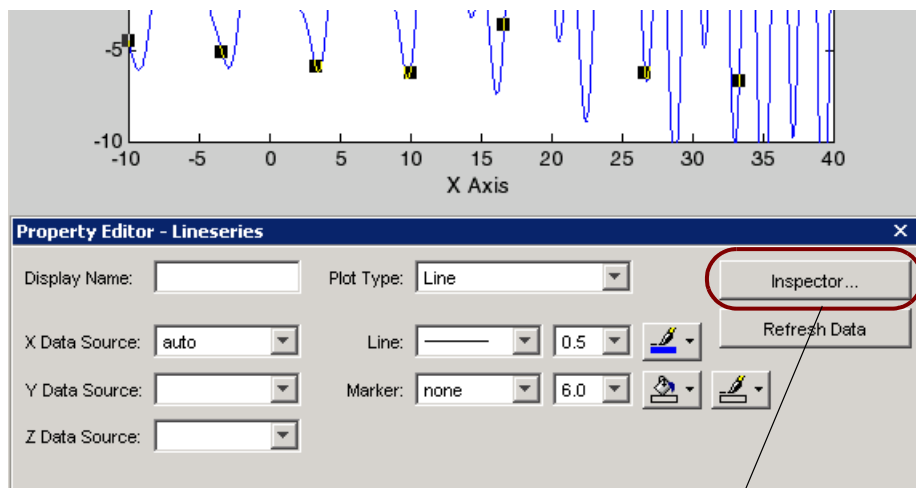 -5
-10
-10 -5 0 5 10 15 20 25 30 35 40
X Axis
Property Editor - Lineseries
Display Name: Plot Type: Line Inspector...
Refresh Data
X Data Source: auto Line: 0.5
Y Data Source: Marker: none 6.0
Z Data Source: